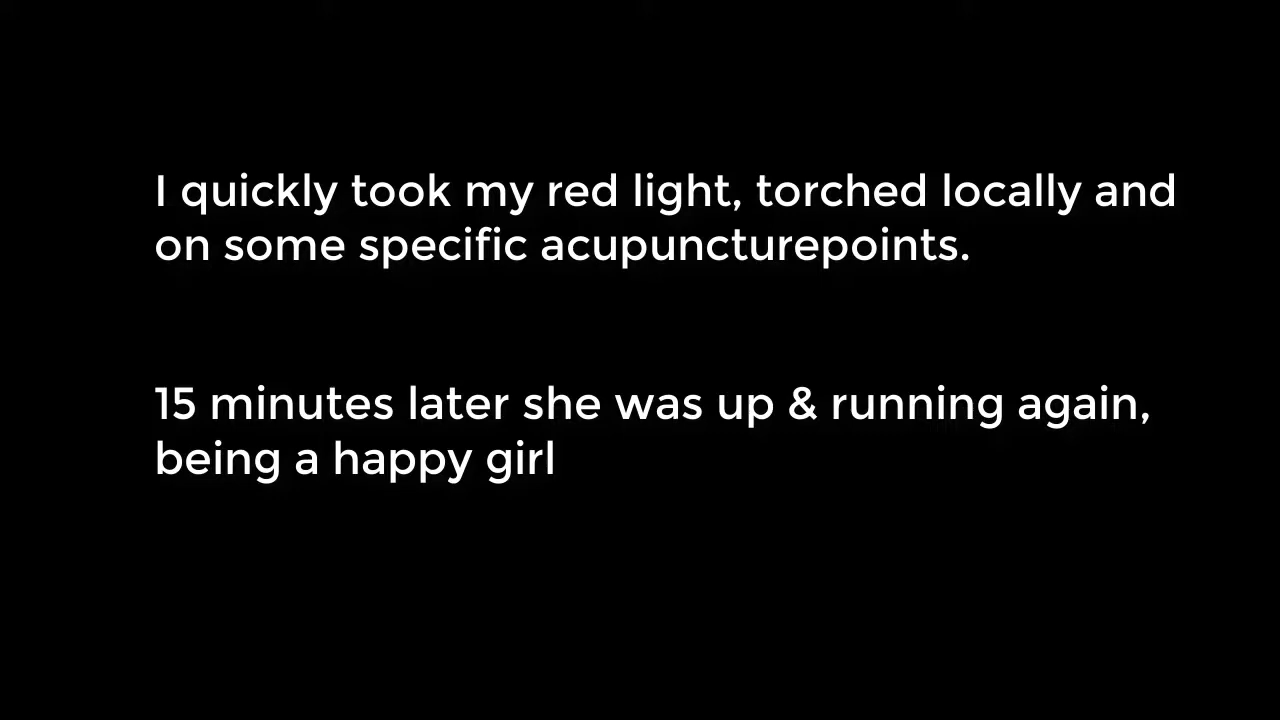 I quickly took my red light, torched locally and
on some specific acupuncturepoints.
15 minutes later she was up & running again,
being a happy girl